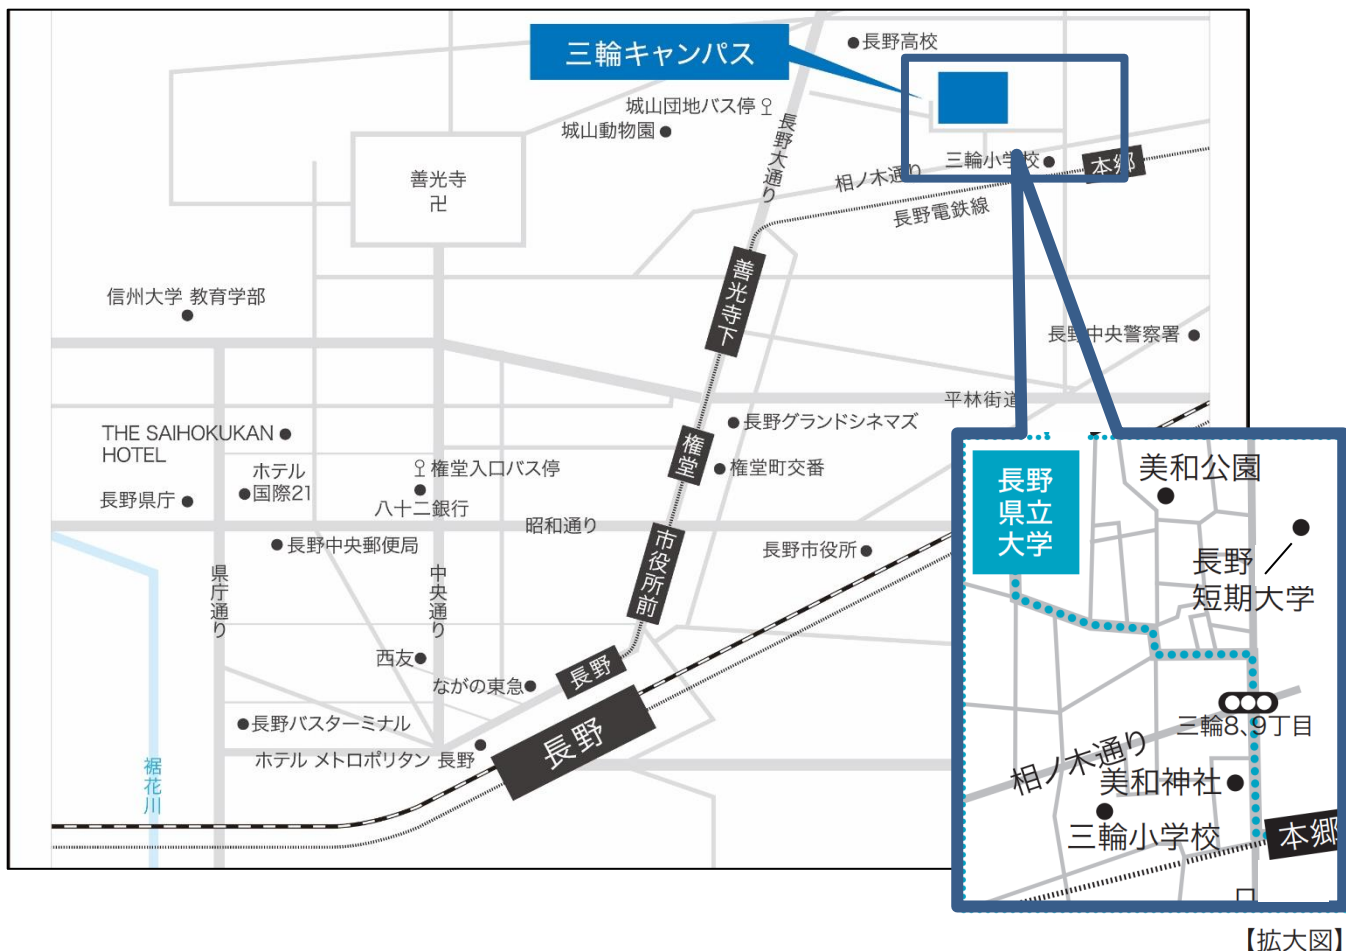 三輪キャンパス
長野高校
城山団地バス停
城山動物園
長野大通り
善光寺
卍
三輪小学校
本郷
相ノ木通り
長野電鉄線
善光寺下
信州大学 教育学部
長野中央警察署
平林街道
長野グランドシネマズ
THE SAIHOKUKAN
HOTEL
権堂
権堂町交番
ホテル
国際21
権堂入口バス停
長野県庁
八十二銀行
昭和通り
長野中央郵便局
市役所前
長野市役所
県庁通り
中央通り
西友
ながの東急
長野
長野バスターミナル
ホテル メトロポリタン 長野
長野
裾花川
長野
県立
大学
美和公園
長野
短期大学
三輪8、9丁目
相ノ木通り
美和神社
三輪小学校
本郷
口
【拡大図】